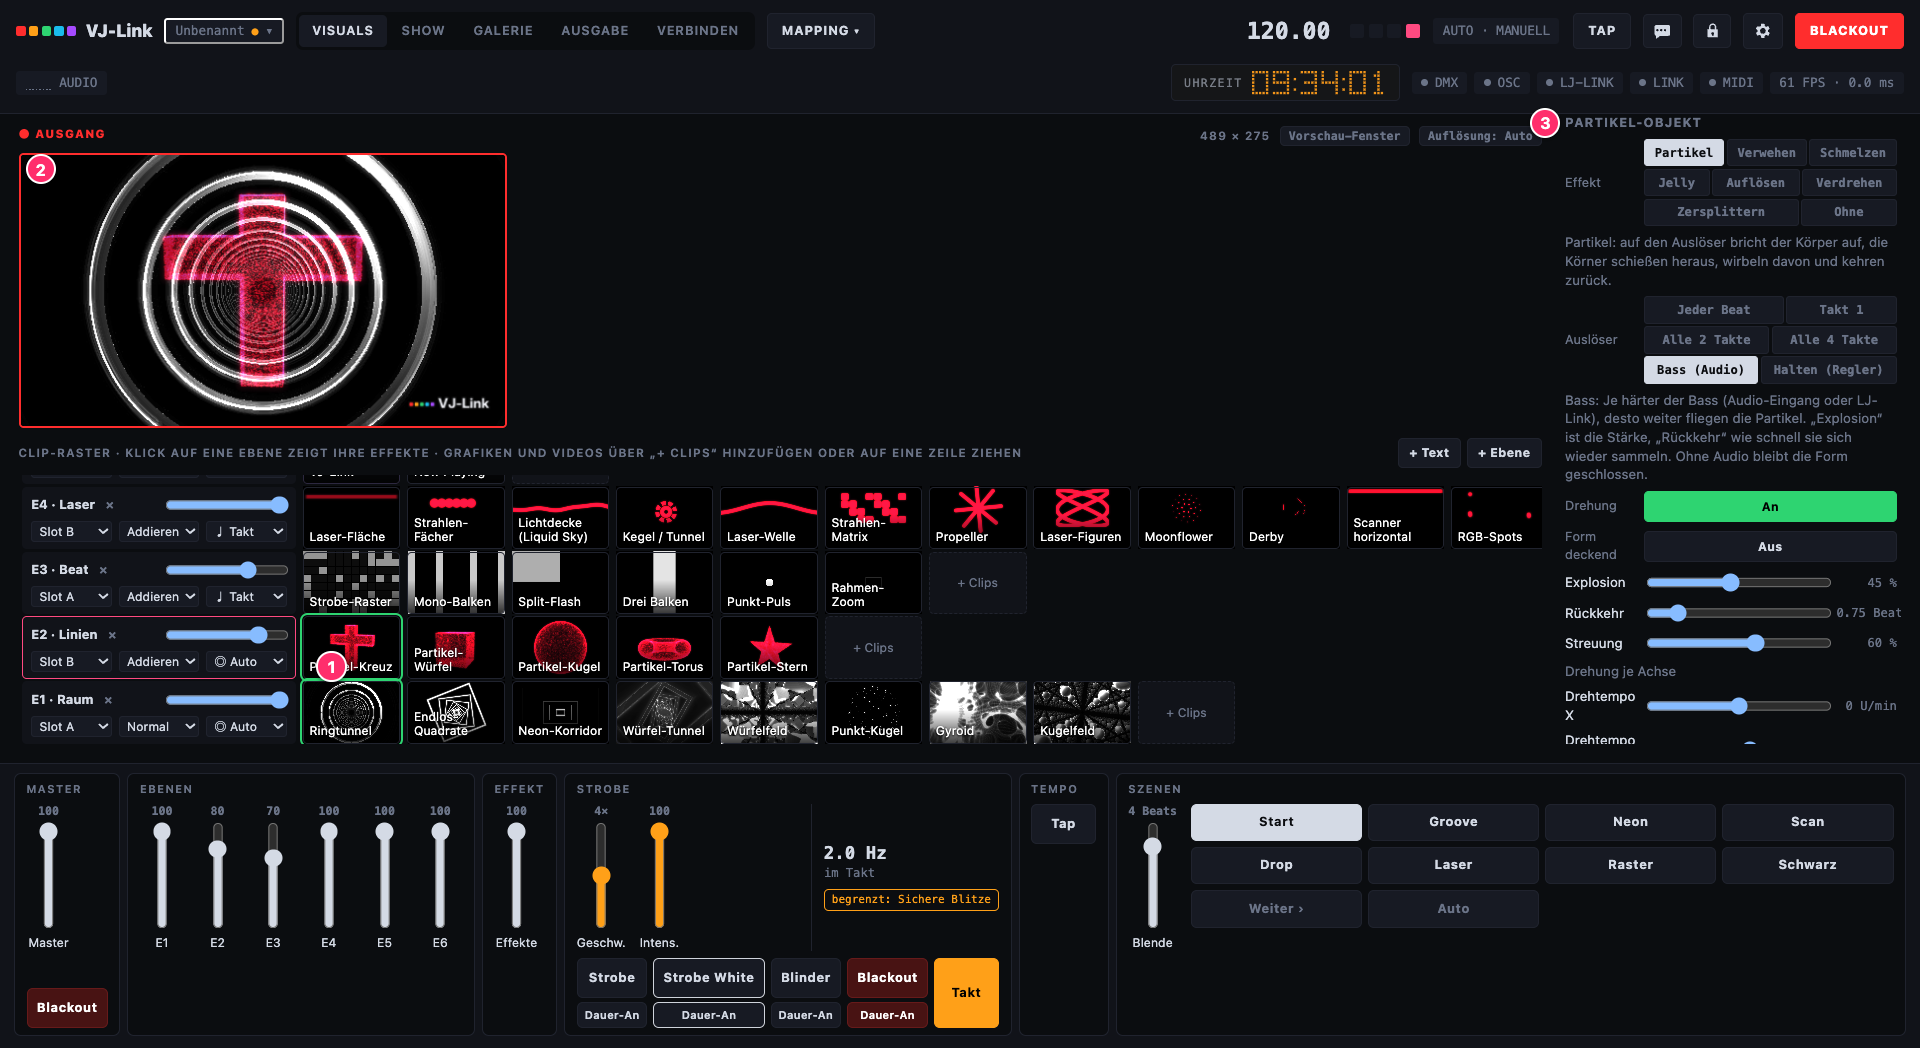 VJ-Link
Unbenannt
VISUALS SHOW GALERIE AUSGABE VERBINDEN MAPPING
120.00
AUTO · MANUELL
TAP
BLACKOUT
AUDIO
UHRZEIT 09:34:01
DMX OSC LJ-LINK LINK MIDI 61 FPS · 0.0 ms
AUSGANG
489 × 275 Vorschau-Fenster Auflösung: Auto
2
VJ-Link
3 PARTIKEL-OBJEKT
Effekt
Partikel Verwehen Schmelzen
Jelly Auflösen Verdrehen
Zersplittern Ohne
Partikel: auf den Auslöser bricht der Körper auf, die
Körner schießen heraus, wirbeln davon und kehren
zurück.
Auslöser
Jeder Beat Takt 1
Alle 2 Takte Alle 4 Takte
Bass (Audio) Halten (Regler)
Bass: Je härter der Bass (Audio-Eingang oder LJ-
Link), desto weiter fliegen die Partikel. „Explosion“
ist die Stärke, „Rückkehr“ wie schnell sie sich
wieder sammeln. Ohne Audio bleibt die Form
geschlossen.
Drehung An
Form
deckend
Aus
Explosion 45 %
Rückkehr 0.75 Beat
Streuung 60 %
Drehung je Achse
Drehtempo
X
0 U/min
Drehtempo
CLIP-RASTER · KLICK AUF EINE EBENE ZEIGT IHRE EFFEKTE · GRAFIKEN UND VIDEOS ÜBER „+ CLIPS“ HINZUFÜGEN ODER AUF EINE ZEILE ZIEHEN
+ Text + Ebene
E4 · Laser ×
Slot B Addieren ♩ Takt
Laser-Fläche
Strahlen-
Fächer
Lichtdecke
(Liquid Sky)
Kegel / Tunnel
Laser-Welle
Strahlen-
Matrix
Propeller
Laser-Figuren
Moonflower
Derby
Scanner
horizontal
RGB-Spots
E3 · Beat ×
Slot A Addieren ♩ Takt
Strobe-Raster
Mono-Balken
Split-Flash
Drei Balken
Punkt-Puls
Rahmen-
Zoom
+ Clips
E2 · Linien ×
Slot B Addieren ◎ Auto
1
Partikel-
Würfel
Partikel-Kugel
Partikel-Torus
Partikel-Stern
+ Clips
E1 · Raum ×
Slot A Normal ◎ Auto
Ringtunnel
Endlos-
Quadrate
Neon-Korridor
Würfel-Tunnel
Würfelfeld
Punkt-Kugel
Gyroid
Kugelfeld
+ Clips
MASTER
100
Master
Blackout
EBENEN
100 80 70 100 100 100
E1 E2 E3 E4 E5 E6
EFFEKT
100
Effekte
STROBE
4× 100
Geschw. Intens.
2.0 Hz
im Takt
begrenzt: Sichere Blitze
Strobe Strobe White Blinder Blackout Takt
Dauer-An Dauer-An Dauer-An Dauer-An
TEMPO
Tap
SZENEN
4 Beats
Blende
Start Groove Neon Scan
Drop Laser Raster Schwarz
Weiter › Auto